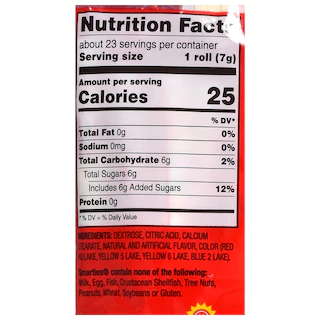 Nutrition Facts
about 23 servings per container
Serving size 1 roll (7g)
Amount per serving
Calories 25
% DV*
Total Fat 0g 0%
Sodium 0mg 0%
Total Carbohydrate 6g 2%
Total Sugars 6g
Includes 6g Added Sugars 12%
Protein 0g
*% DV = % Daily Value
INGREDIENTS: DEXTROSE, CITRIC ACID, CALCIUM
STEARATE, NATURAL AND ARTIFICIAL FLAVOR, COLOR (RED
40 LAKE, YELLOW 5 LAKE, YELLOW 6 LAKE, BLUE 2 LAKE).
Smarties® contain none of the following:
Milk, Egg, Fish, Crustacean Shellfish, Tree Nuts,
Peanuts, Wheat, Soybeans or Gluten.